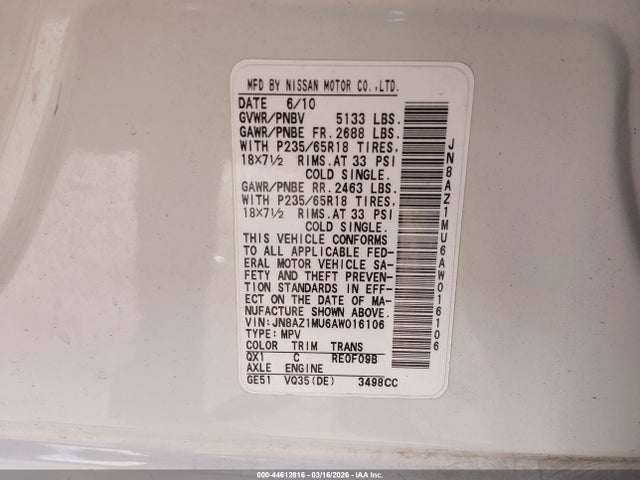 MFD BY NISSAN MOTOR CO.,LTD.
DATE 6/10
GVWR/PNBV 5133 LBS.
GAWR/PNBE FR. 2688 LBS.
WITH P235/65R18 TIRES,
18X7½ RIMS.AT 33 PSI
COLD SINGLE.
GAWR/PNBE RR. 2463 LBS.
WITH P235/65R18 TIRES,
18X7½ RIMS.AT 33 PSI
COLD SINGLE.
THIS VEHICLE CONFORMS
TO ALL APPLICABLE FED-
ERAL MOTOR VEHICLE SA-
FETY AND THEFT PREVEN-
TION STANDARDS IN EFF-
ECT ON THE DATE OF MA-
NUFACTURE SHOWN ABOVE.
VIN:JN8AZ1MU6AW016106
TYPE:MPV
COLOR TRIM TRANS
QX1 C RE0F09B
AXLE ENGINE
GE51 VQ35(DE) 3498CC
JN8AZ1MU6AW016106
000-44612816 - 03/16/2026 - IAAI, INC.